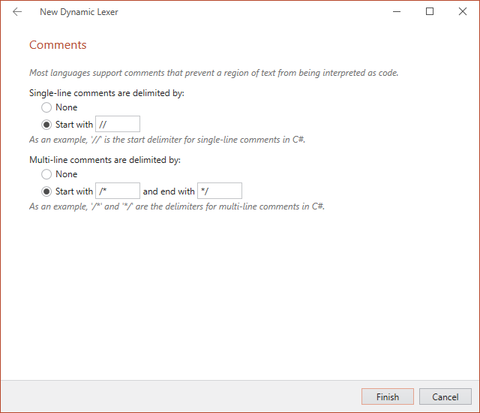 New Dynamic Lexer
Comments
Most languages support comments that prevent a region of text from being interpreted as code.
Single-line comments are delimited by:
None
Start with //
As an example, '//' is the start delimiter for single-line comments in C#.
Multi-line comments are delimited by:
None
Start with /* and end with */
As an example, '/*' and '*/' are the delimiters for multi-line comments in C#.
Finish Cancel